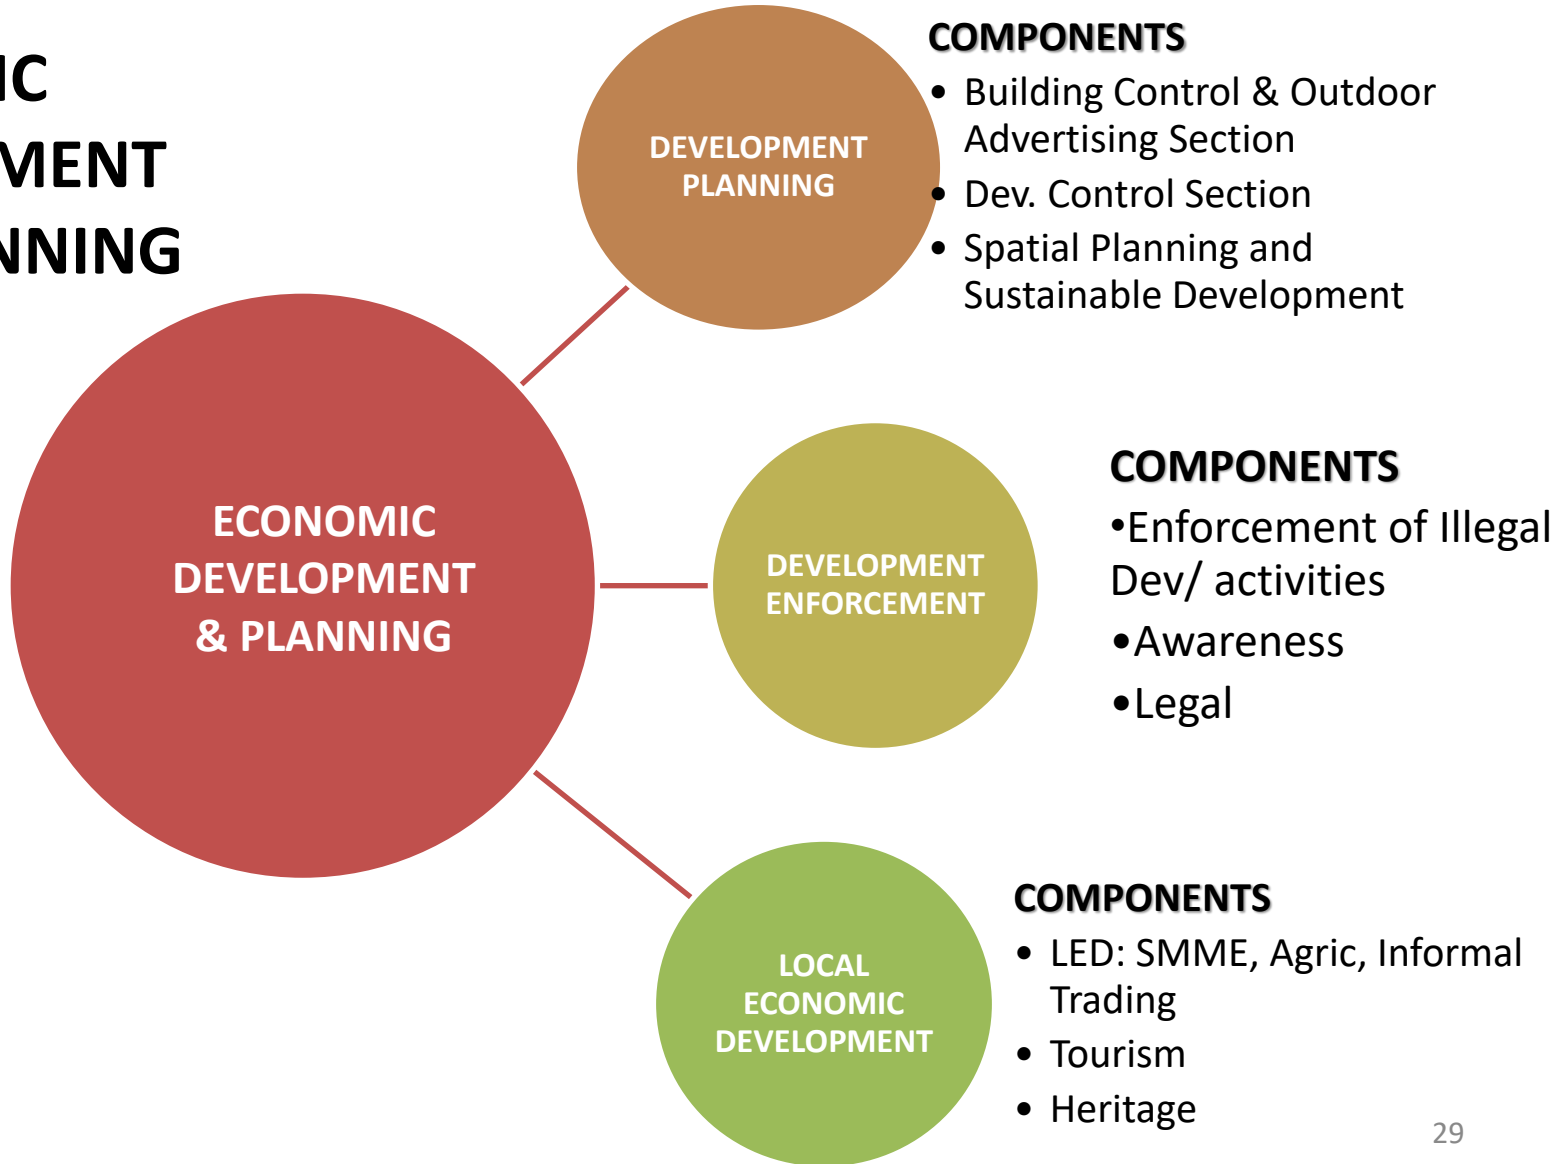 IC
MENT
NNING
ECONOMIC
DEVELOPMENT
& PLANNING
DEVELOPMENT
PLANNING
COMPONENTS
• Building Control & Outdoor
Advertising Section
• Dev. Control Section
• Spatial Planning and
Sustainable Development
DEVELOPMENT
ENFORCEMENT
COMPONENTS
•Enforcement of Illegal
Dev/ activities
•Awareness
•Legal
LOCAL
ECONOMIC
DEVELOPMENT
COMPONENTS
• LED: SMME, Agric, Informal
Trading
• Tourism
• Heritage
29